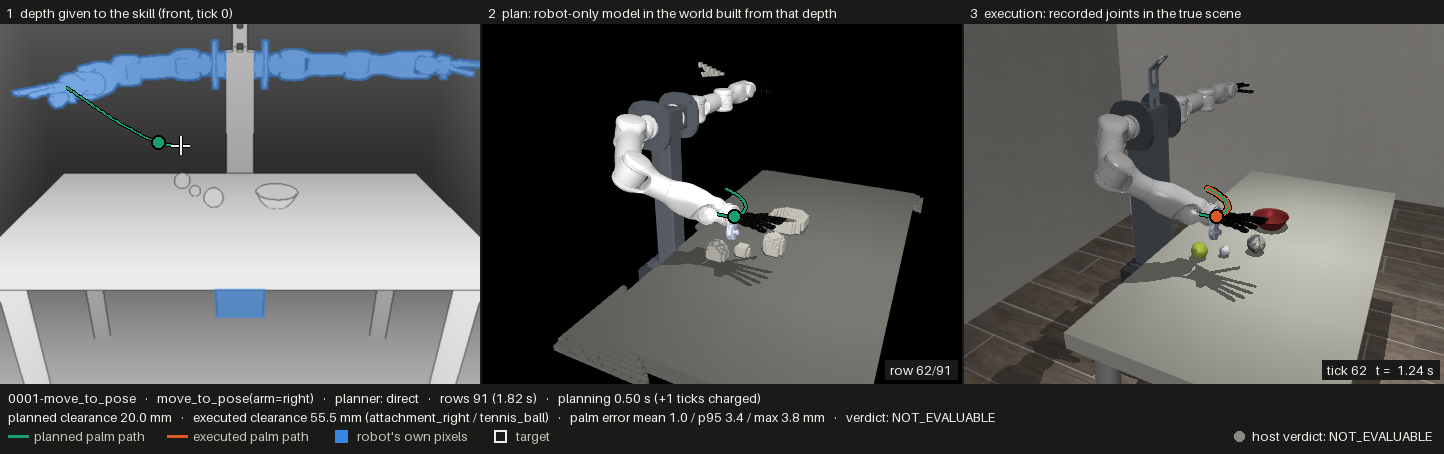 1 depth given to the skill (front, tick 0)
2 plan: robot-only model in the world built from that depth
3 execution: recorded joints in the true scene
row 62/91
tick 62 t = 1.24 s
0001-move_to_pose · move_to_pose(arm=right) · planner: direct · rows 91 (1.82 s) · planning 0.50 s (+1 ticks charged)
planned clearance 20.0 mm · executed clearance 55.5 mm (attachment_right / tennis_ball) · palm error mean 1.0 / p95 3.4 / max 3.8 mm · verdict: NOT_EVALUABLE
planned palm path executed palm path robot's own pixels target host verdict: NOT_EVALUABLE